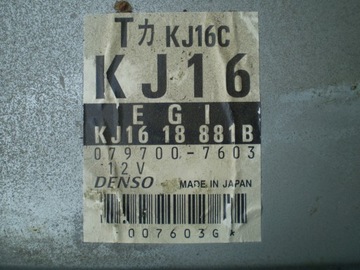 Tカ KJ16C
KJ16
EGI
KJ16 18 881B
079700-7603
12V
DENSO MADE IN JAPAN
007603G*